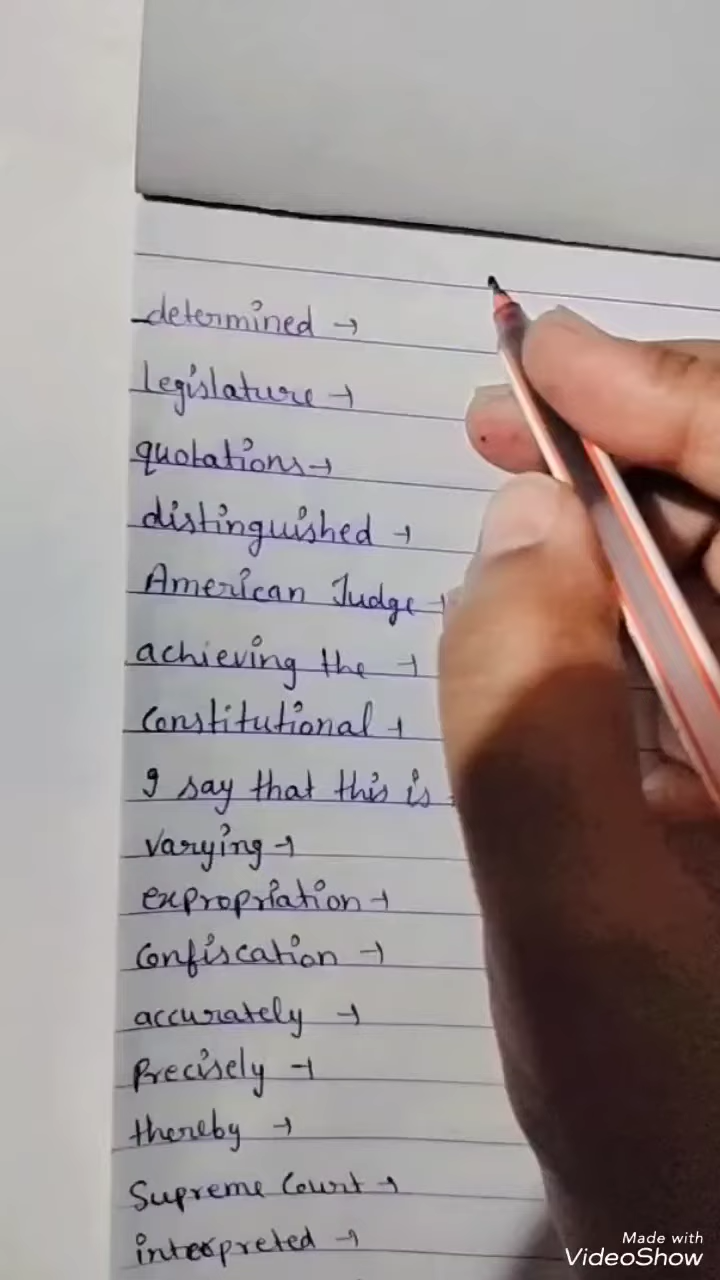 determined →
Legislature →
quotations →
distinguished →
American Judge →
achieving the →
Constitutional →
I say that this is →
varying →
expropriation →
Confiscation →
accurately →
Precisely →
thereby →
Supreme Court →
interpreted →
Made with
VideoShow